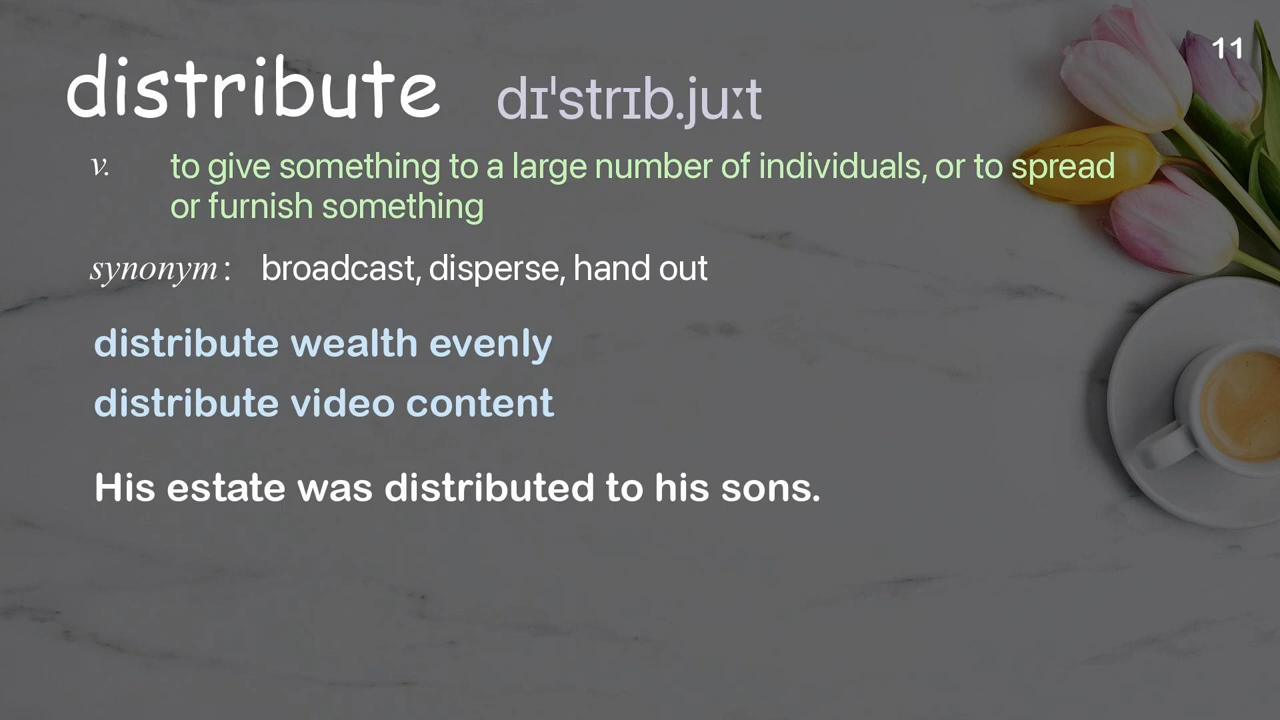 11
distribute dɪˈstrɪb.juːt
v. to give something to a large number of individuals, or to spread
or furnish something
synonym: broadcast, disperse, hand out
distribute wealth evenly
distribute video content
His estate was distributed to his sons.